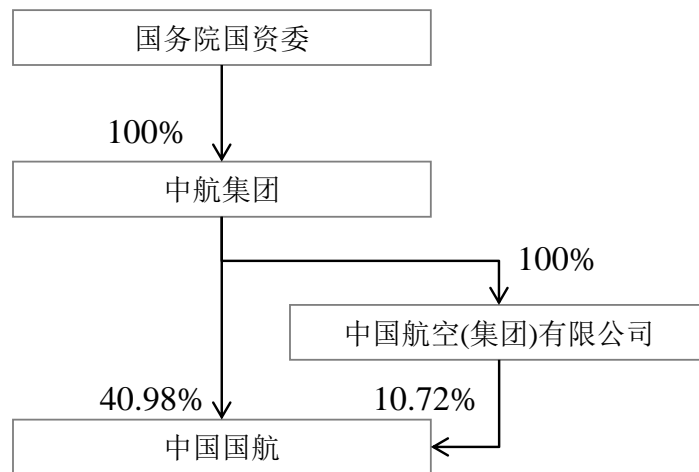 国务院国资委
100%
中航集团
100%
中国航空(集团)有限公司
40.98%
10.72%
中国国航